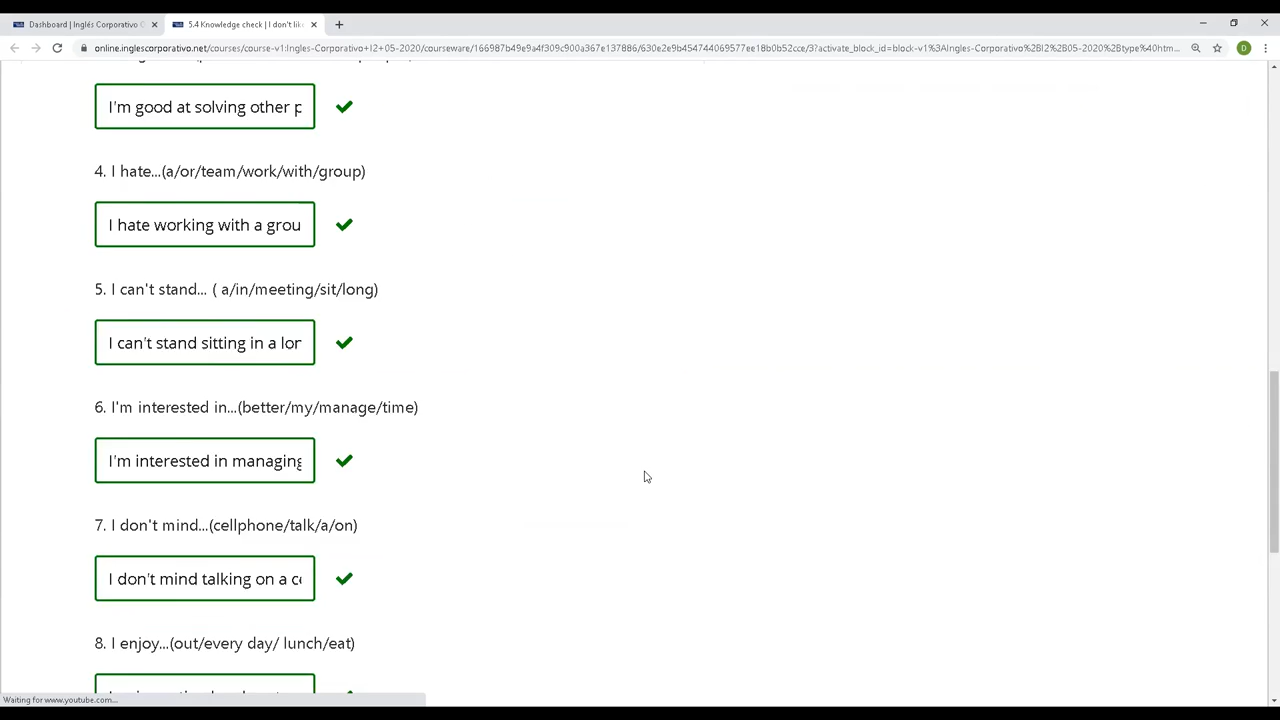 Dashboard | Inglés Corporativo
5.4 Knowledge check | I don't lik
online.inglescorporativo.net/courses/course-v1:Ingles-Corporativo+I2+05-2020/courseware/166987b49e9a4f309c900a367e137886/630e2e9b454744069577ee18b0b52cce/3?activate_block_id=block-v1%3AIngles-Corporativo%2BI2%2B05-2020%2Btype%40htm...
D
I'm good at solving other p
4. I hate...(a/or/team/work/with/group)
I hate working with a grou
5. I can't stand... ( a/in/meeting/sit/long)
I can't stand sitting in a lon
6. I'm interested in...(better/my/manage/time)
I'm interested in managing
7. I don't mind...(cellphone/talk/a/on)
I don't mind talking on a ce
8. I enjoy...(out/every day/ lunch/eat)
Waiting for www.youtube.com...